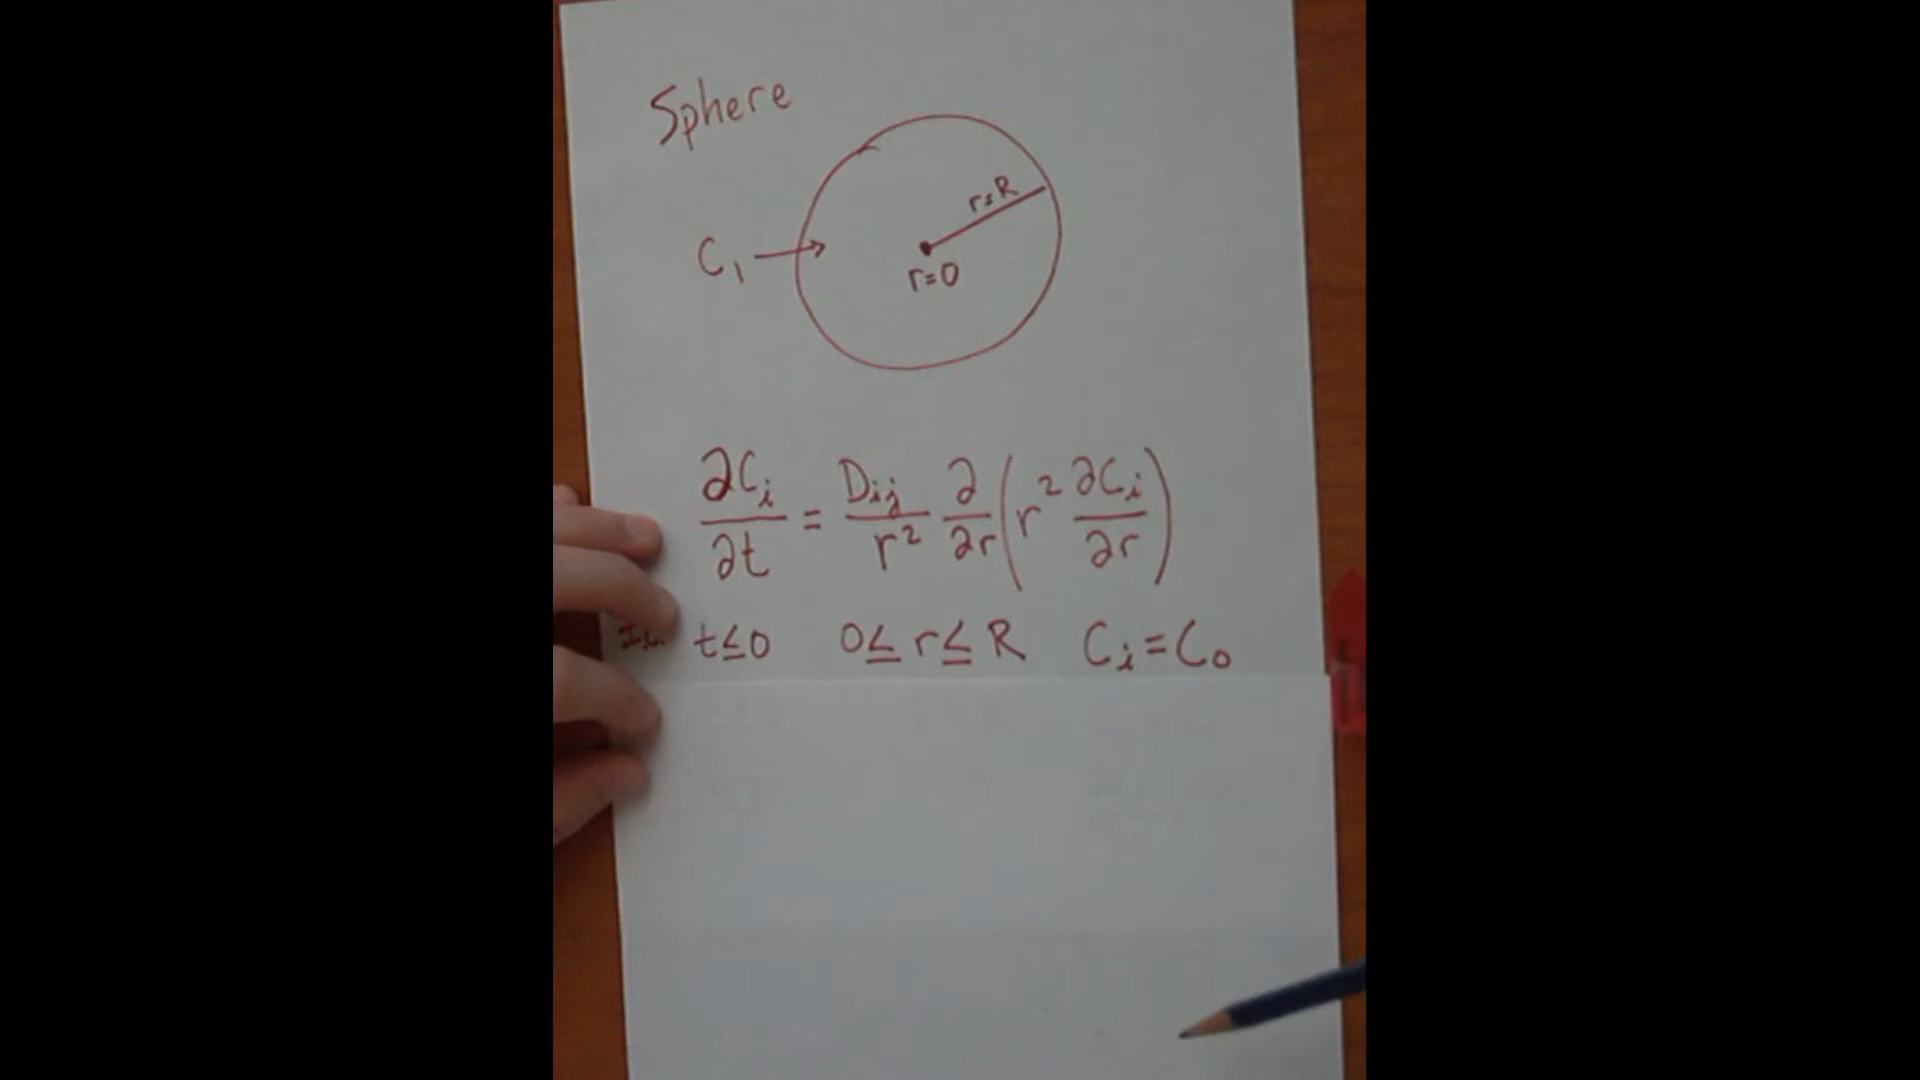 Sphere
r=R
C₁
r=0
∂Cᵢ/∂t = Dᵢⱼ/r² ∂/∂r (r² ∂Cᵢ/∂r)
t≤0 0≤r≤R Cᵢ=C₀